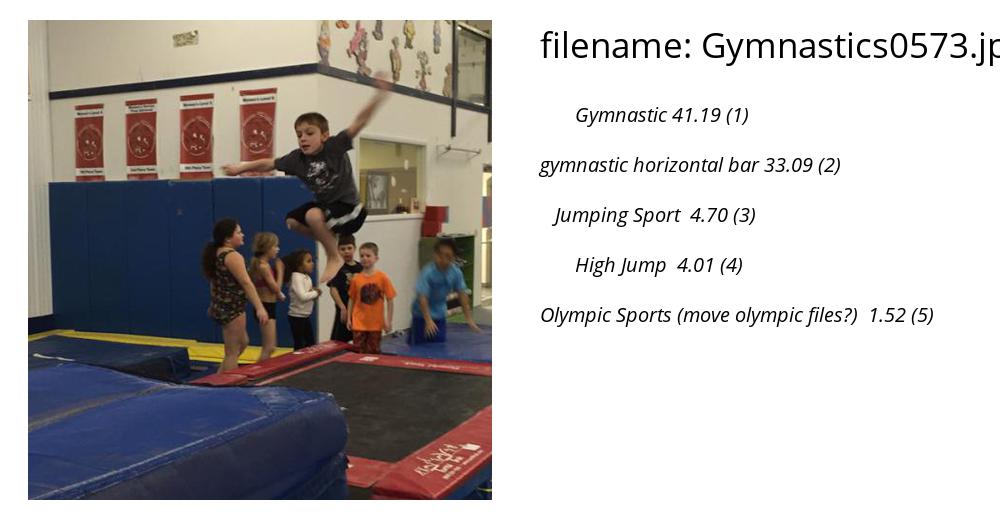 filename: Gymnastics0573.jp
Gymnastic 41.19 (1)
gymnastic horizontal bar 33.09 (2)
Jumping Sport 4.70 (3)
High Jump 4.01 (4)
Olympic Sports (move olympic files?) 1.52 (5)